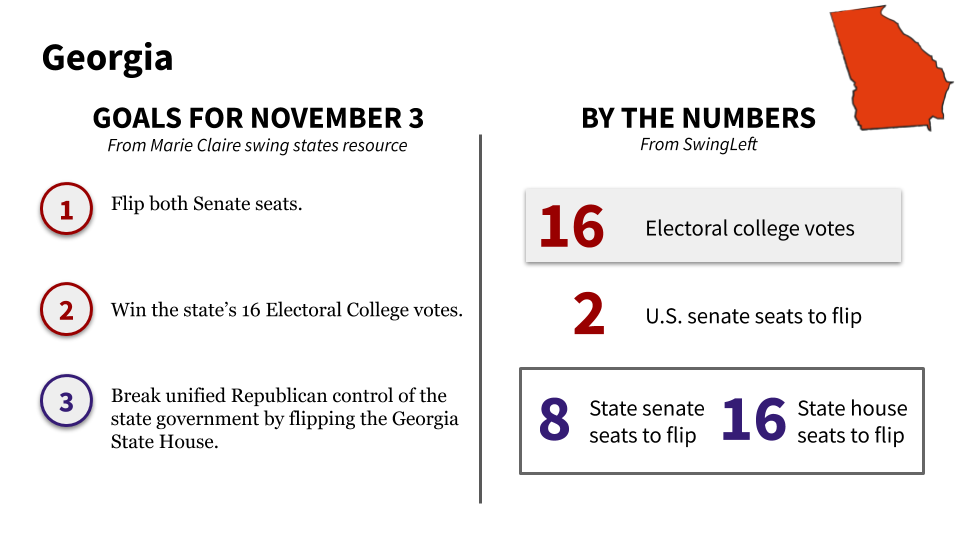 Georgia
GOALS FOR NOVEMBER 3
From Marie Claire swing states resource
1
Flip both Senate seats.
2
Win the state’s 16 Electoral College votes.
3
Break unified Republican control of the
state government by flipping the Georgia
State House.
BY THE NUMBERS
From SwingLeft
16
Electoral college votes
2
U.S. senate seats to flip
8
State senate
seats to flip
16
State house
seats to flip